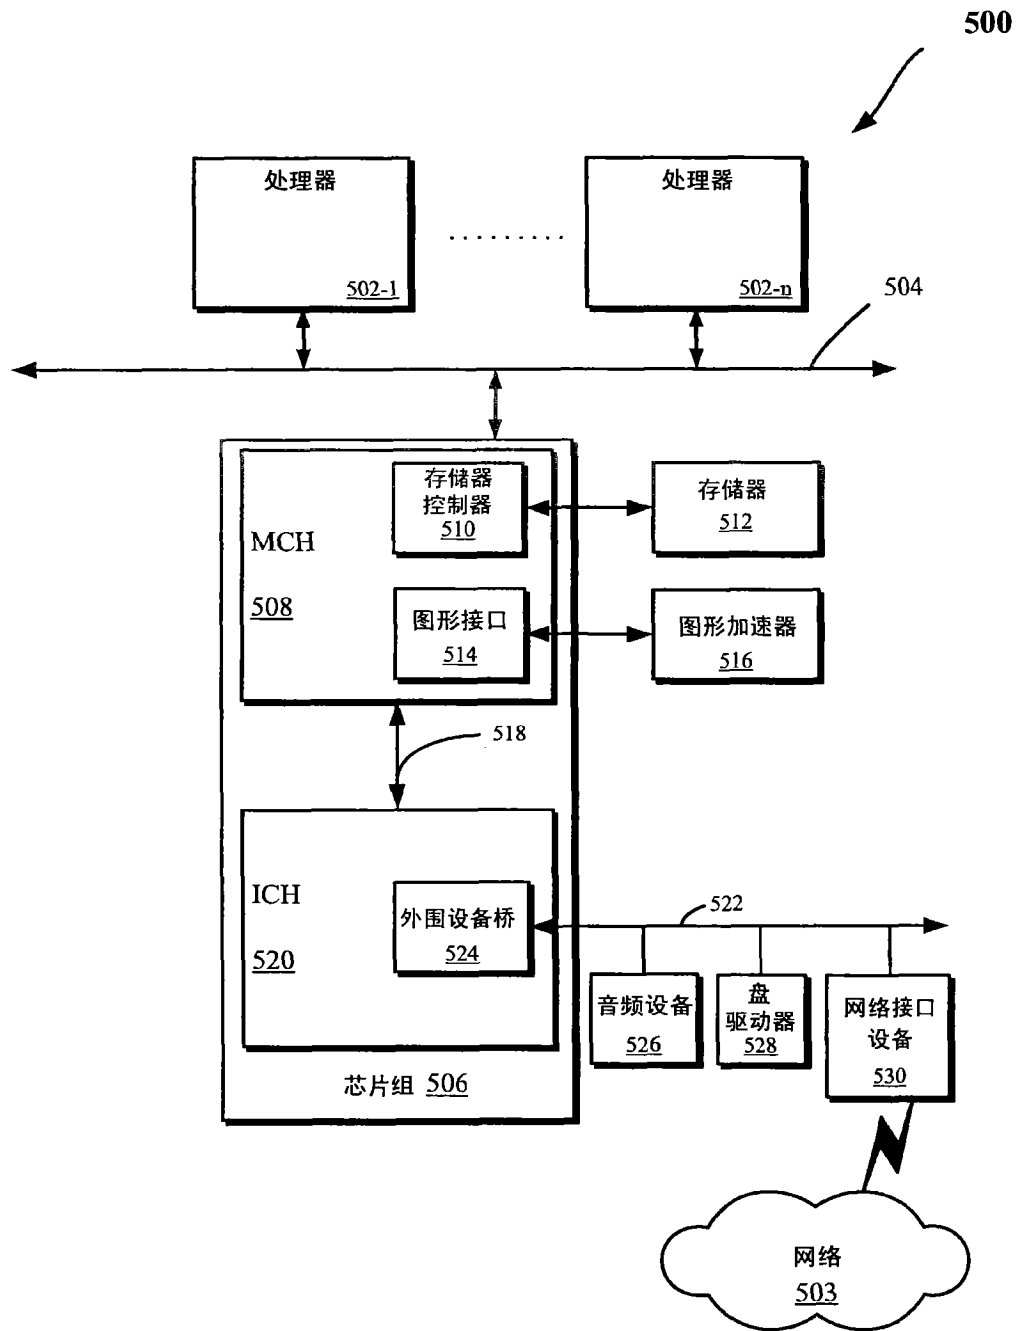 500
处理器
502-1
处理器
502-n
504
存储器
控制器
510
存储器
512
MCH
508
图形接口
514
图形加速器
516
518
ICH
520
外围设备桥
524
522
音频设备
526
盘
驱动器
528
网络接口
设备
530
芯片组 506
网络
503